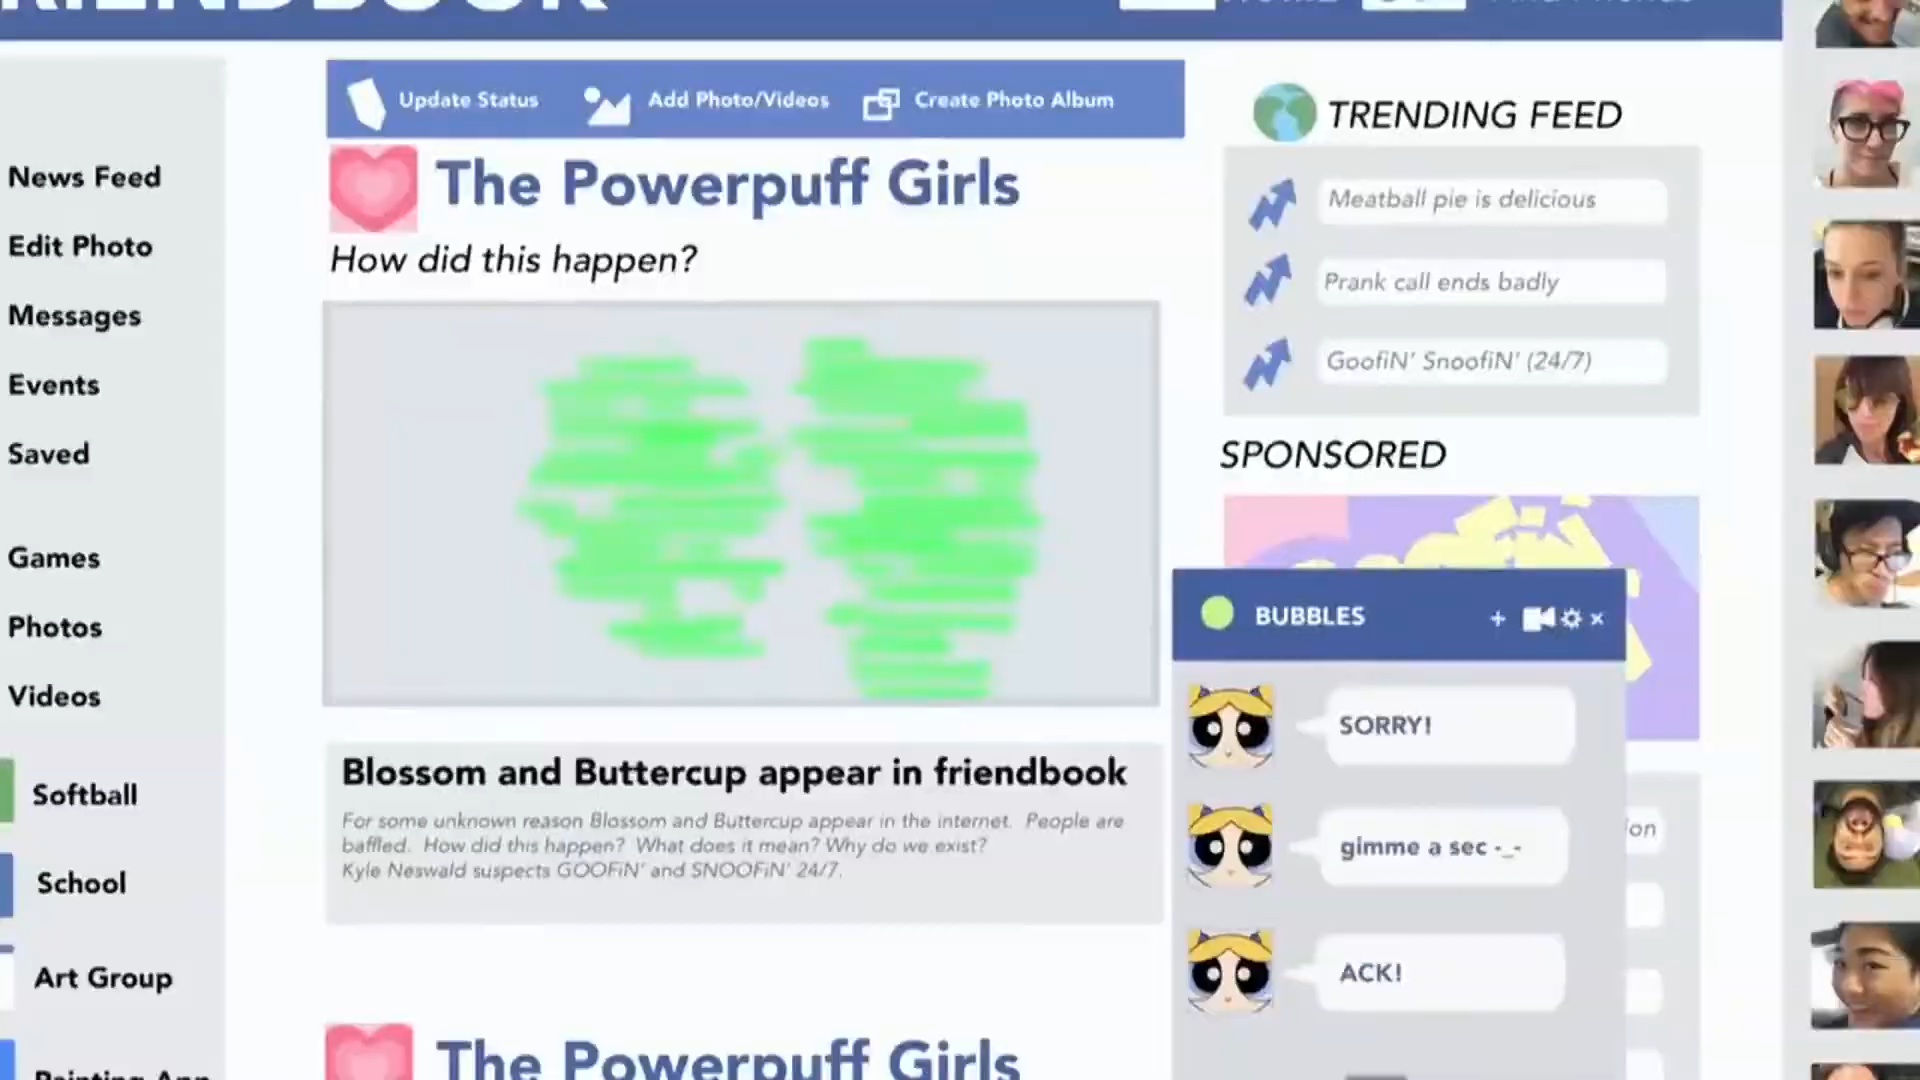 FRIENDBOOK
Update Status
Add Photo/Videos
Create Photo Album
The Powerpuff Girls
How did this happen?
Blossom and Buttercup appear in friendbook
For some unknown reason Blossom and Buttercup appear in the internet. People are
baffled. How did this happen? What does it mean? Why do we exist?
Kyle Neswald suspects GOOFiN' and SNOOFiN' 24/7.
The Powerpuff Girls
News Feed
Edit Photo
Messages
Events
Saved
Games
Photos
Videos
Softball
School
Art Group
Painting App
TRENDING FEED
Meatball pie is delicious
Prank call ends badly
GoofiN' SnoofiN' (24/7)
SPONSORED
BUBBLES
SORRY!
gimme a sec -_-
ACK!
ion